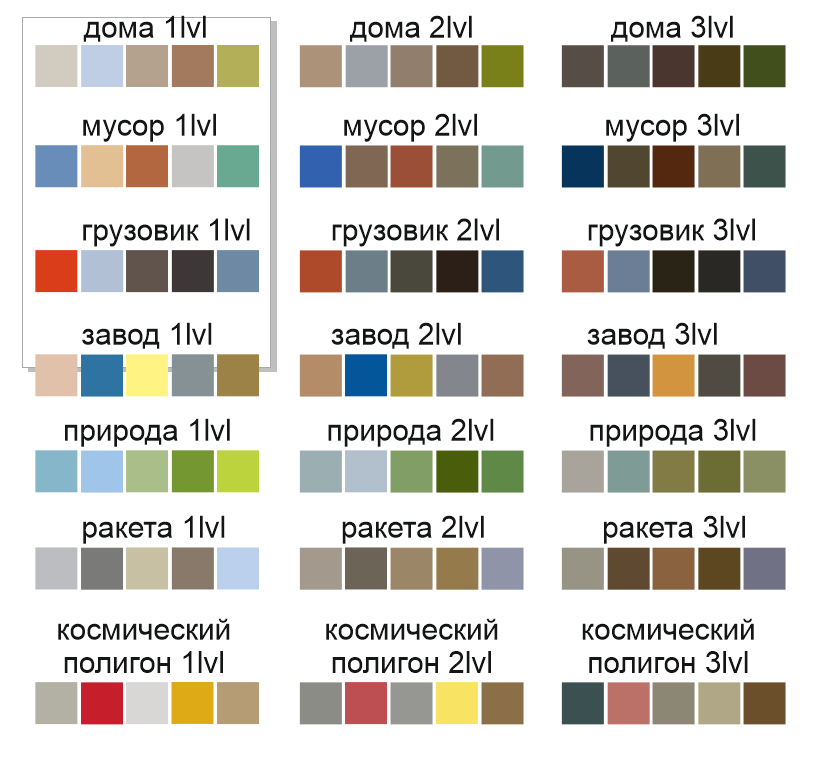 дома 1lvl дома 2lvl дома 3lvl
мусор 1lvl мусор 2lvl мусор 3lvl
грузовик 1lvl грузовик 2lvl грузовик 3lvl
завод 1lvl завод 2lvl завод 3lvl
природа 1lvl природа 2lvl природа 3lvl
ракета 1lvl ракета 2lvl ракета 3lvl
космический космический космический
полигон 1lvl полигон 2lvl полигон 3lvl